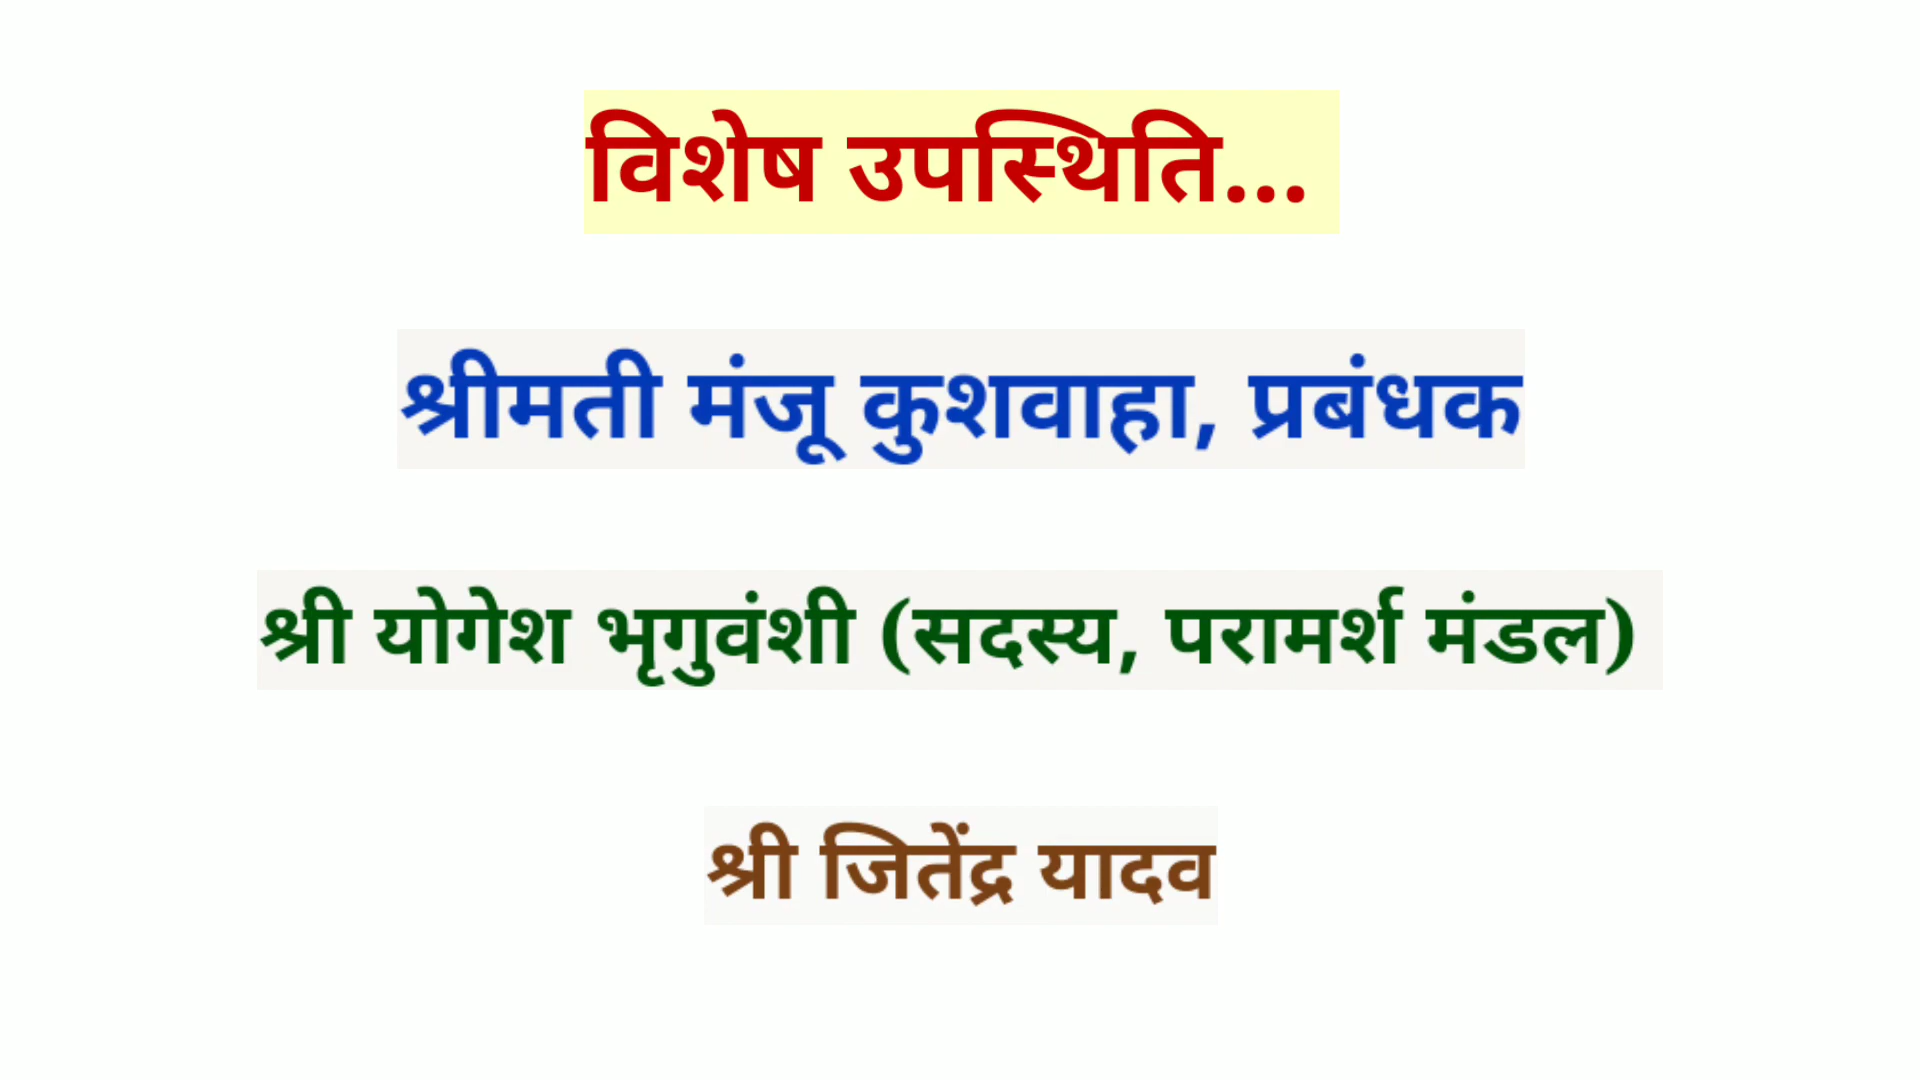 विशेष उपस्थिति...
श्रीमती मंजू कुशवाहा, प्रबंधक
श्री योगेश भृगुवंशी (सदस्य, परामर्श मंडल)
श्री जितेंद्र यादव